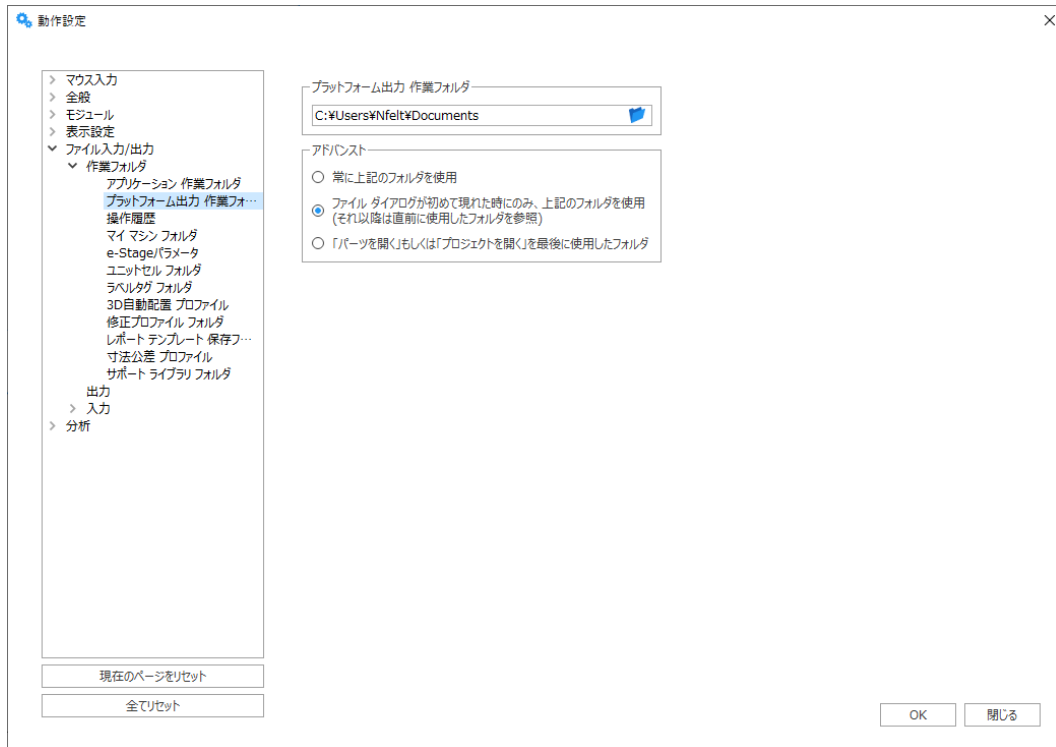 動作設定
マウス入力
全般
モジュール
表示設定
ファイル入力/出力
作業フォルダ
アプリケーション 作業フォルダ
プラットフォーム出力 作業フォ…
操作履歴
マイ マシン フォルダ
e-Stageパラメータ
ユニットセル フォルダ
ラベルタグ フォルダ
3D自動配置 プロファイル
修正プロファイル フォルダ
レポート テンプレート 保存フ…
寸法公差 プロファイル
サポート ライブラリ フォルダ
出力
入力
分析
現在のページをリセット
全てリセット
プラットフォーム出力 作業フォルダ
C:¥Users¥Nfelt¥Documents
アドバンスト
常に上記のフォルダを使用
ファイル ダイアログが初めて現れた時にのみ、上記のフォルダを使用
(それ以降は直前に使用したフォルダを参照)
「パーツを開く」もしくは「プロジェクトを開く」を最後に使用したフォルダ
OK
閉じる